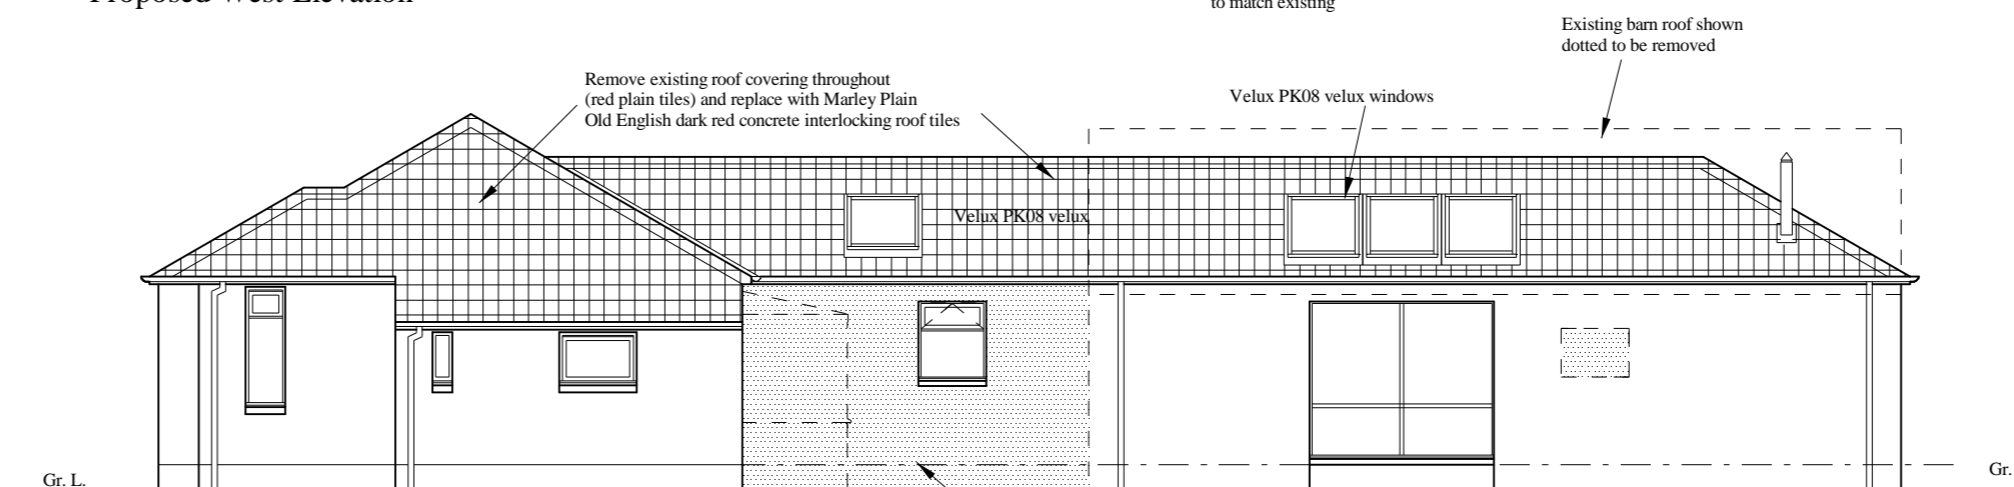 Proposed West Elevation
to match existing
Existing barn roof shown
dotted to be removed
Remove existing roof covering throughout
(red plain tiles) and replace with Marley Plain
Old English dark red concrete interlocking roof tiles
Velux PK08 velux windows
Velux PK08 velux
Gr. L.
Gr.